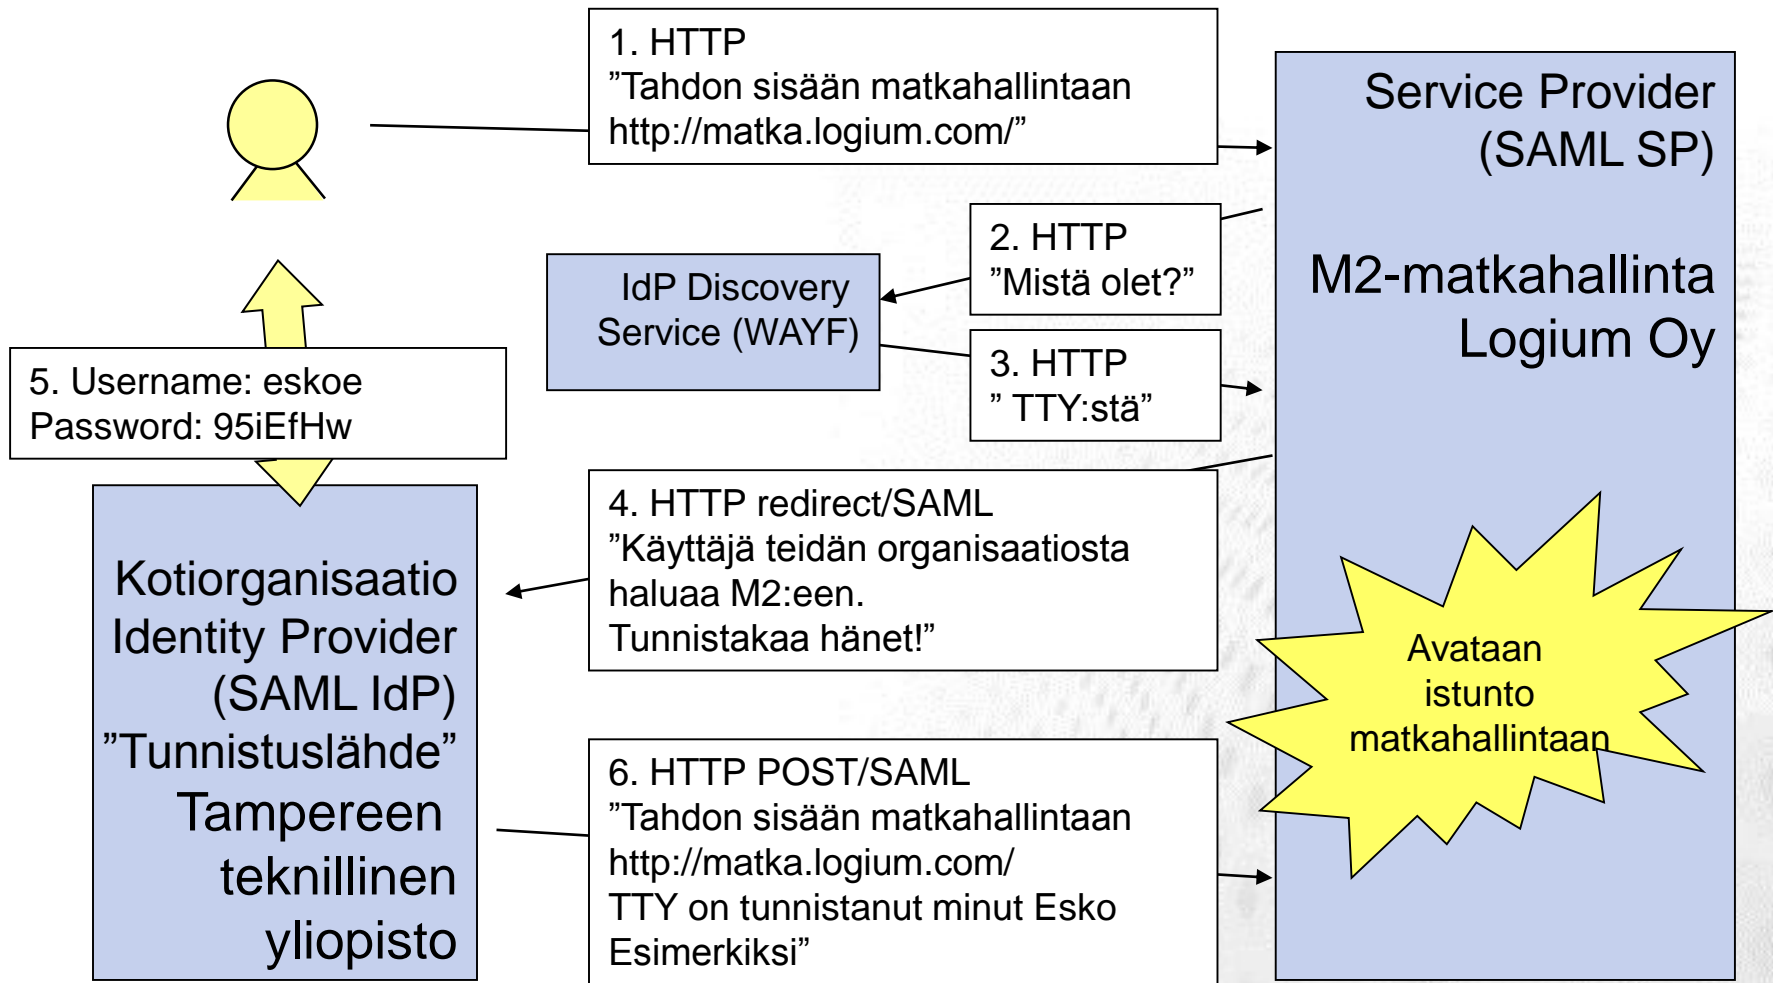 1. HTTP
”Tahdon sisään matkahallintaan
http://matka.logium.com/”
Service Provider
(SAML SP)
M2-matkahallinta
Logium Oy
2. HTTP
”Mistä olet?”
IdP Discovery
Service (WAYF)
3. HTTP
” TTY:stä”
5. Username: eskoe
Password: 95iEfHw
4. HTTP redirect/SAML
”Käyttäjä teidän organisaatiosta
haluaa M2:een.
Tunnistakaa hänet!”
Kotiorganisaatio
Identity Provider
(SAML IdP)
”Tunnistuslähde”
Tampereen
teknillinen
yliopisto
Avataan
istunto
matkahallintaan
6. HTTP POST/SAML
”Tahdon sisään matkahallintaan
http://matka.logium.com/
TTY on tunnistanut minut Esko
Esimerkiksi”